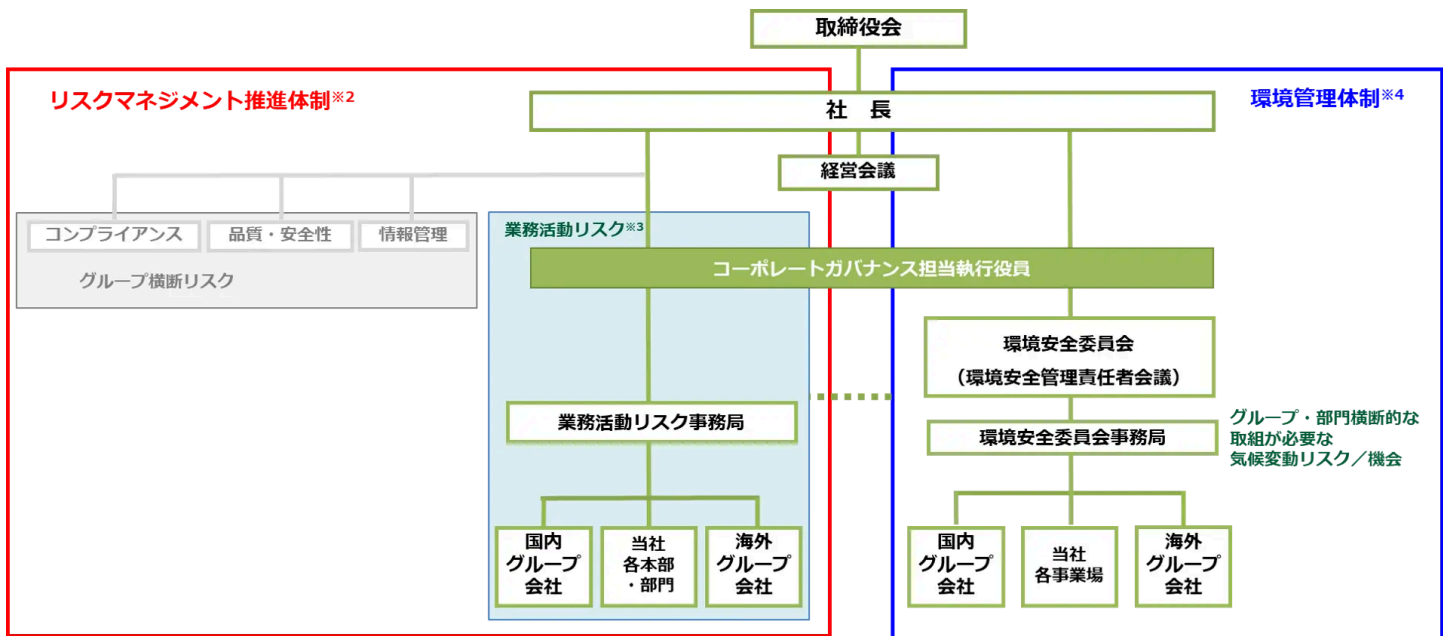 取締役会
リスクマネジメント推進体制※2
社　長
環境管理体制※4
経営会議
コンプライアンス
品質・安全性
情報管理
グループ横断リスク
業務活動リスク※3
コーポレートガバナンス担当執行役員
環境安全委員会
（環境安全管理責任者会議）
業務活動リスク事務局
環境安全委員会事務局
グループ・部門横断的な
取組が必要な
気候変動リスク／機会
国内
グループ
会社
当社
各本部
・部門
海外
グループ
会社
国内
グループ
会社
当社
各事業場
海外
グループ
会社